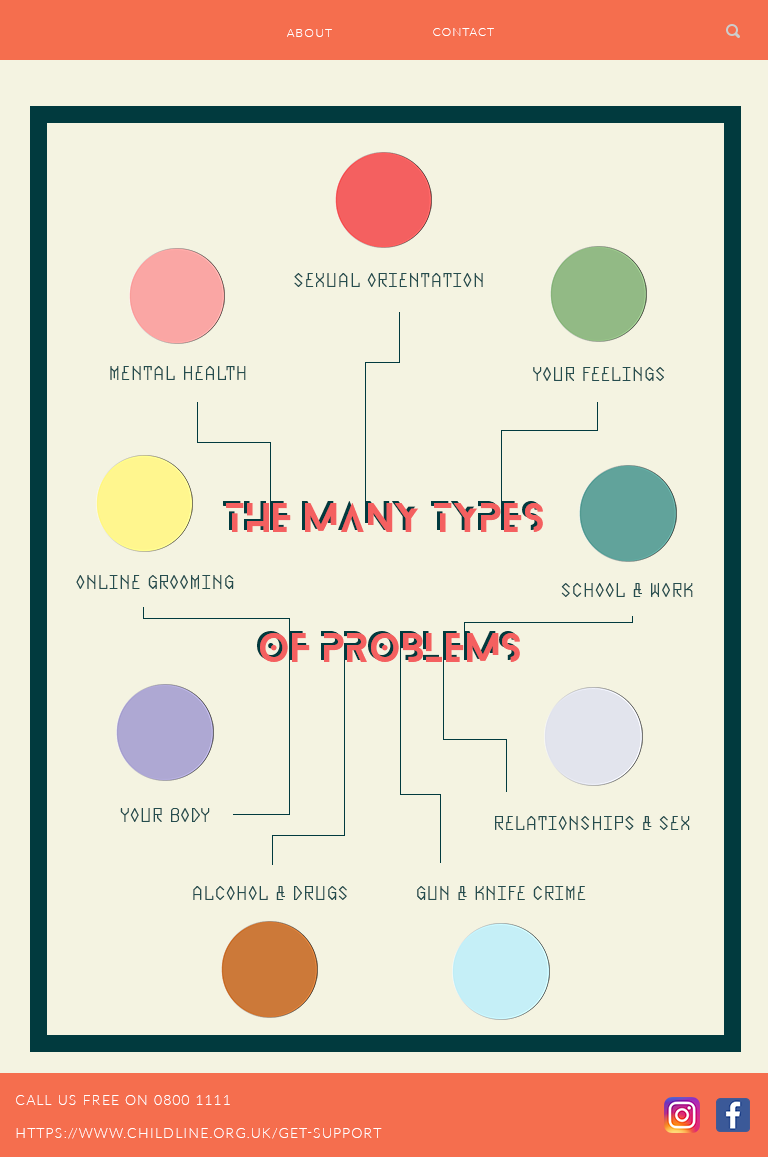 ABOUT
CONTACT
SEXUAL ORIENTATION
MENTAL HEALTH
YOUR FEELINGS
THE MANY TYPES
ONLINE GROOMING
SCHOOL & WORK
OF PROBLEMS
YOUR BODY
RELATIONSHIPS & SEX
ALCOHOL & DRUGS
GUN & KNIFE CRIME
CALL US FREE ON 0800 1111
HTTPS://WWW.CHILDLINE.ORG.UK/GET-SUPPORT